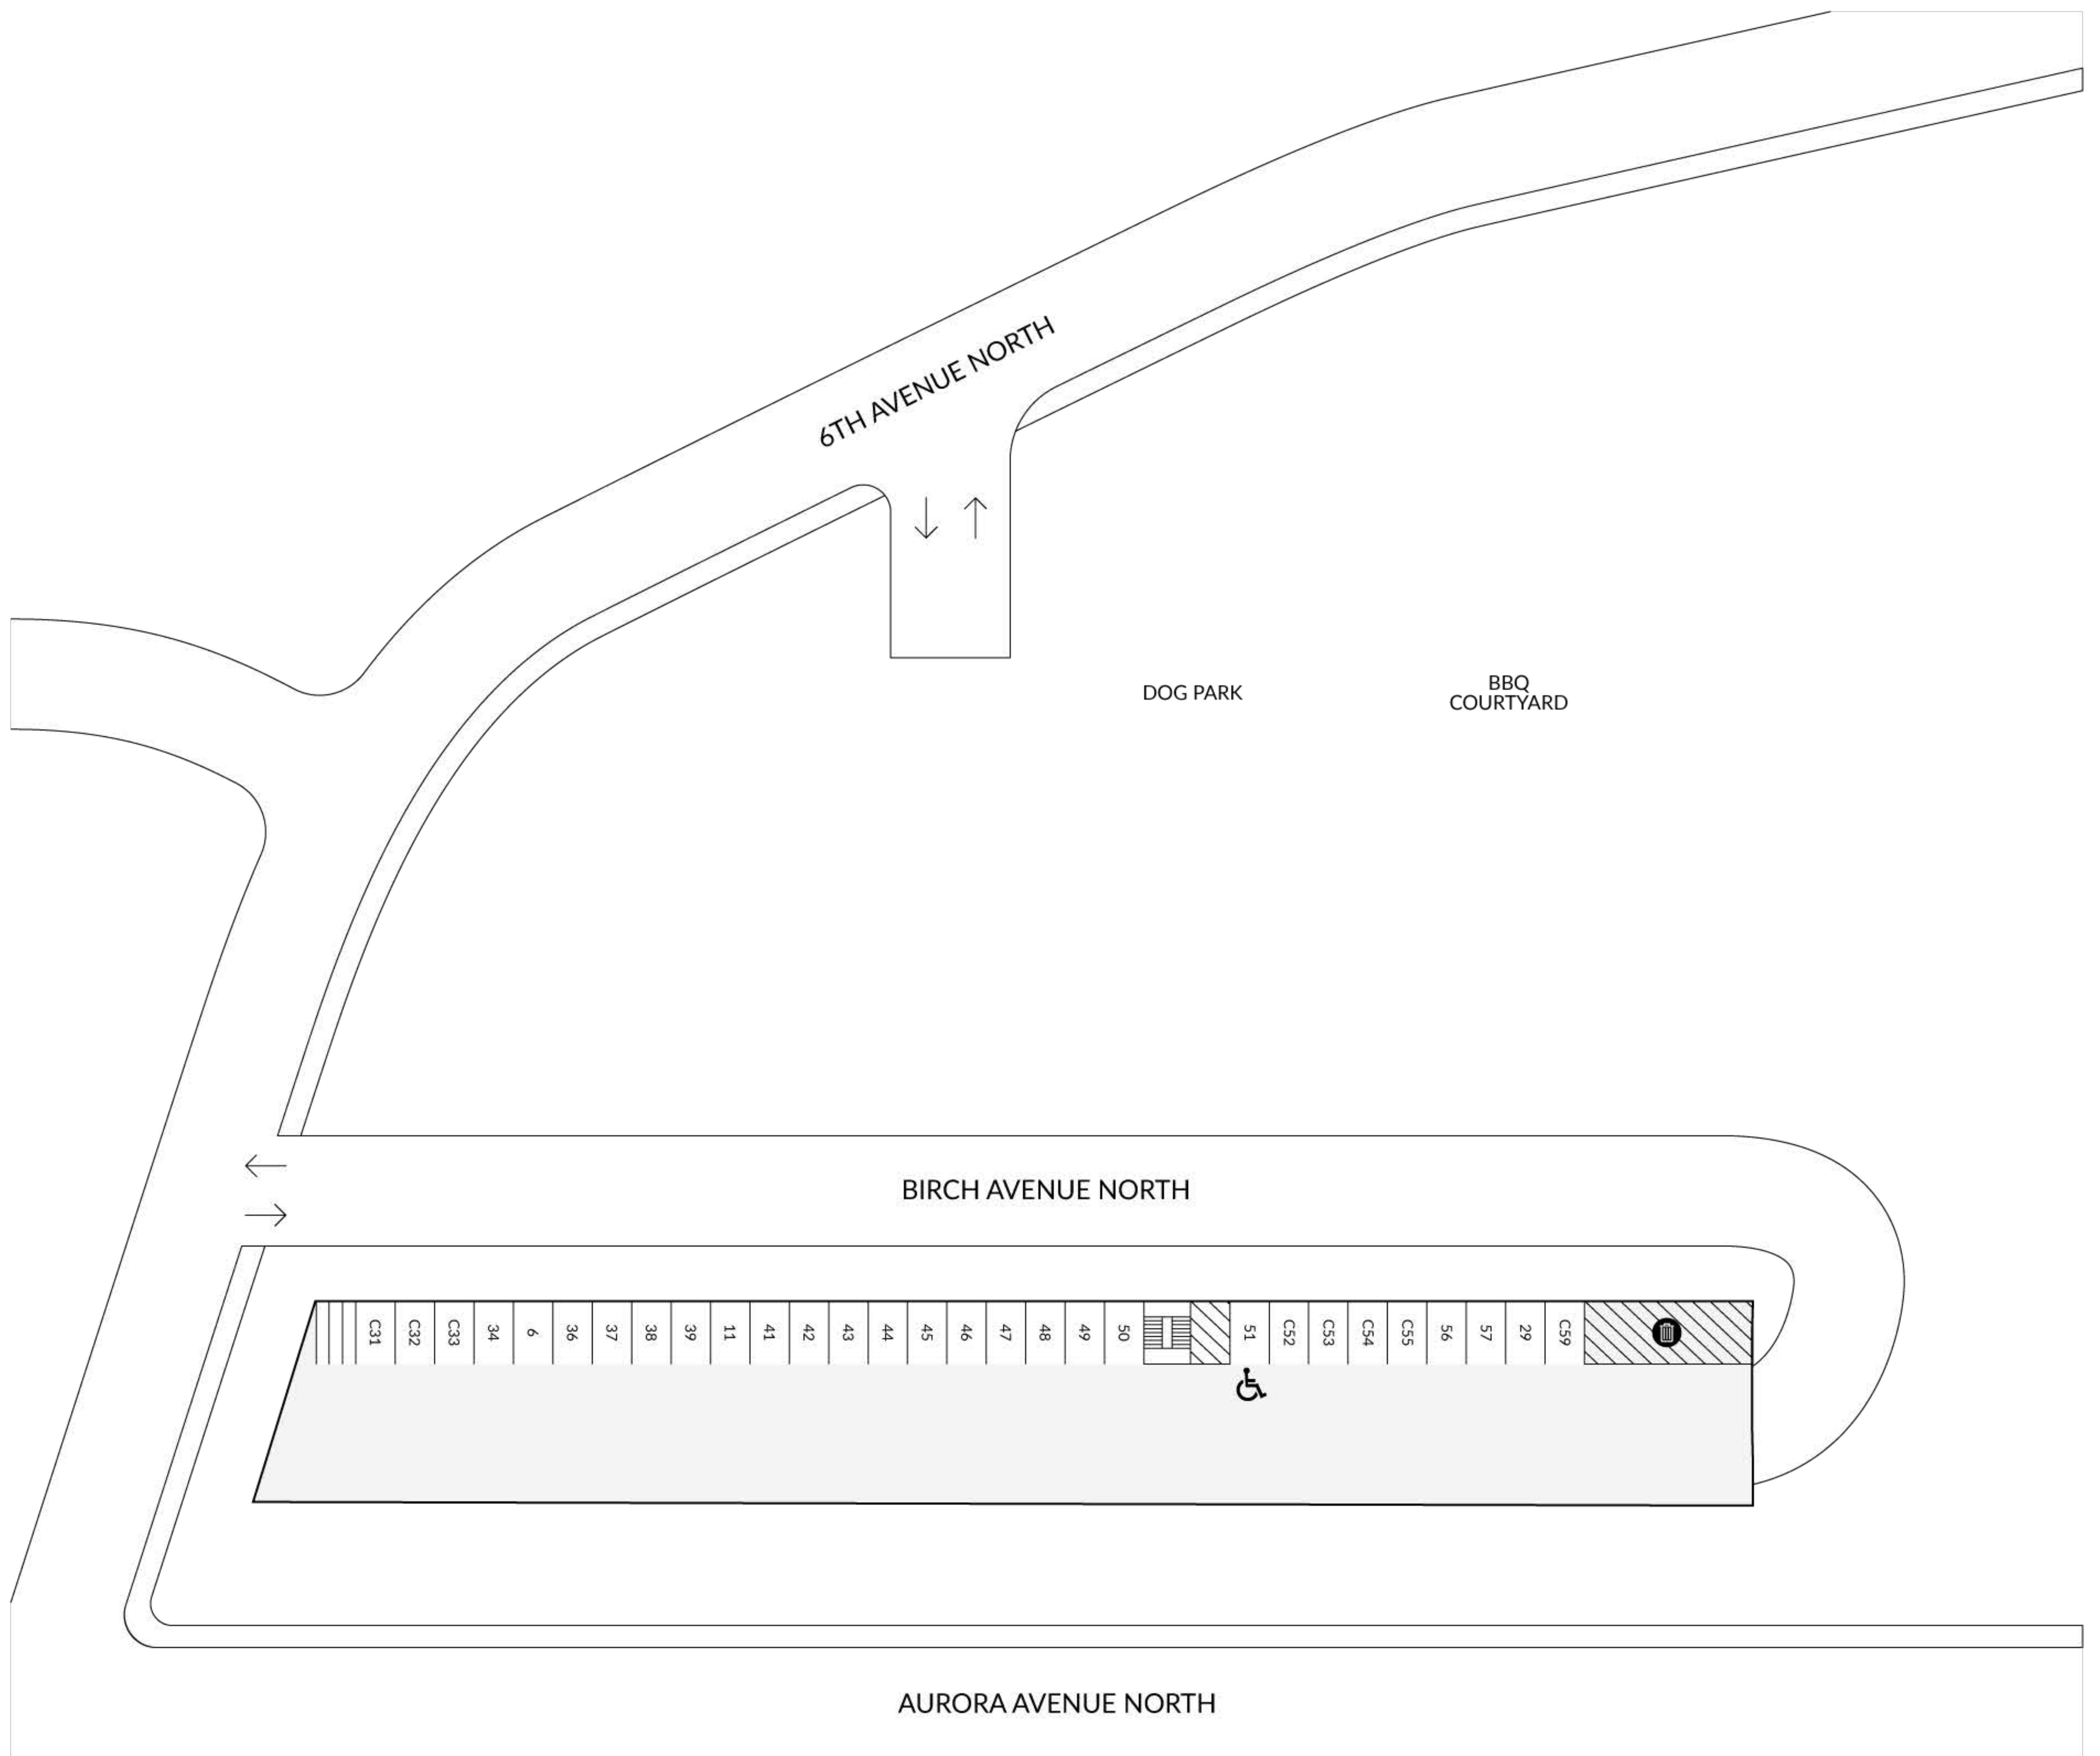 6TH AVENUE NORTH
DOG PARK
BBQ
COURTYARD
BIRCH AVENUE NORTH
C31 C32 C33 34 6 36 37 38 39 11 41 42 43 44 45 46 47 48 49 50 51 C52 C53 C54 C55 56 57 29 C59
AURORA AVENUE NORTH